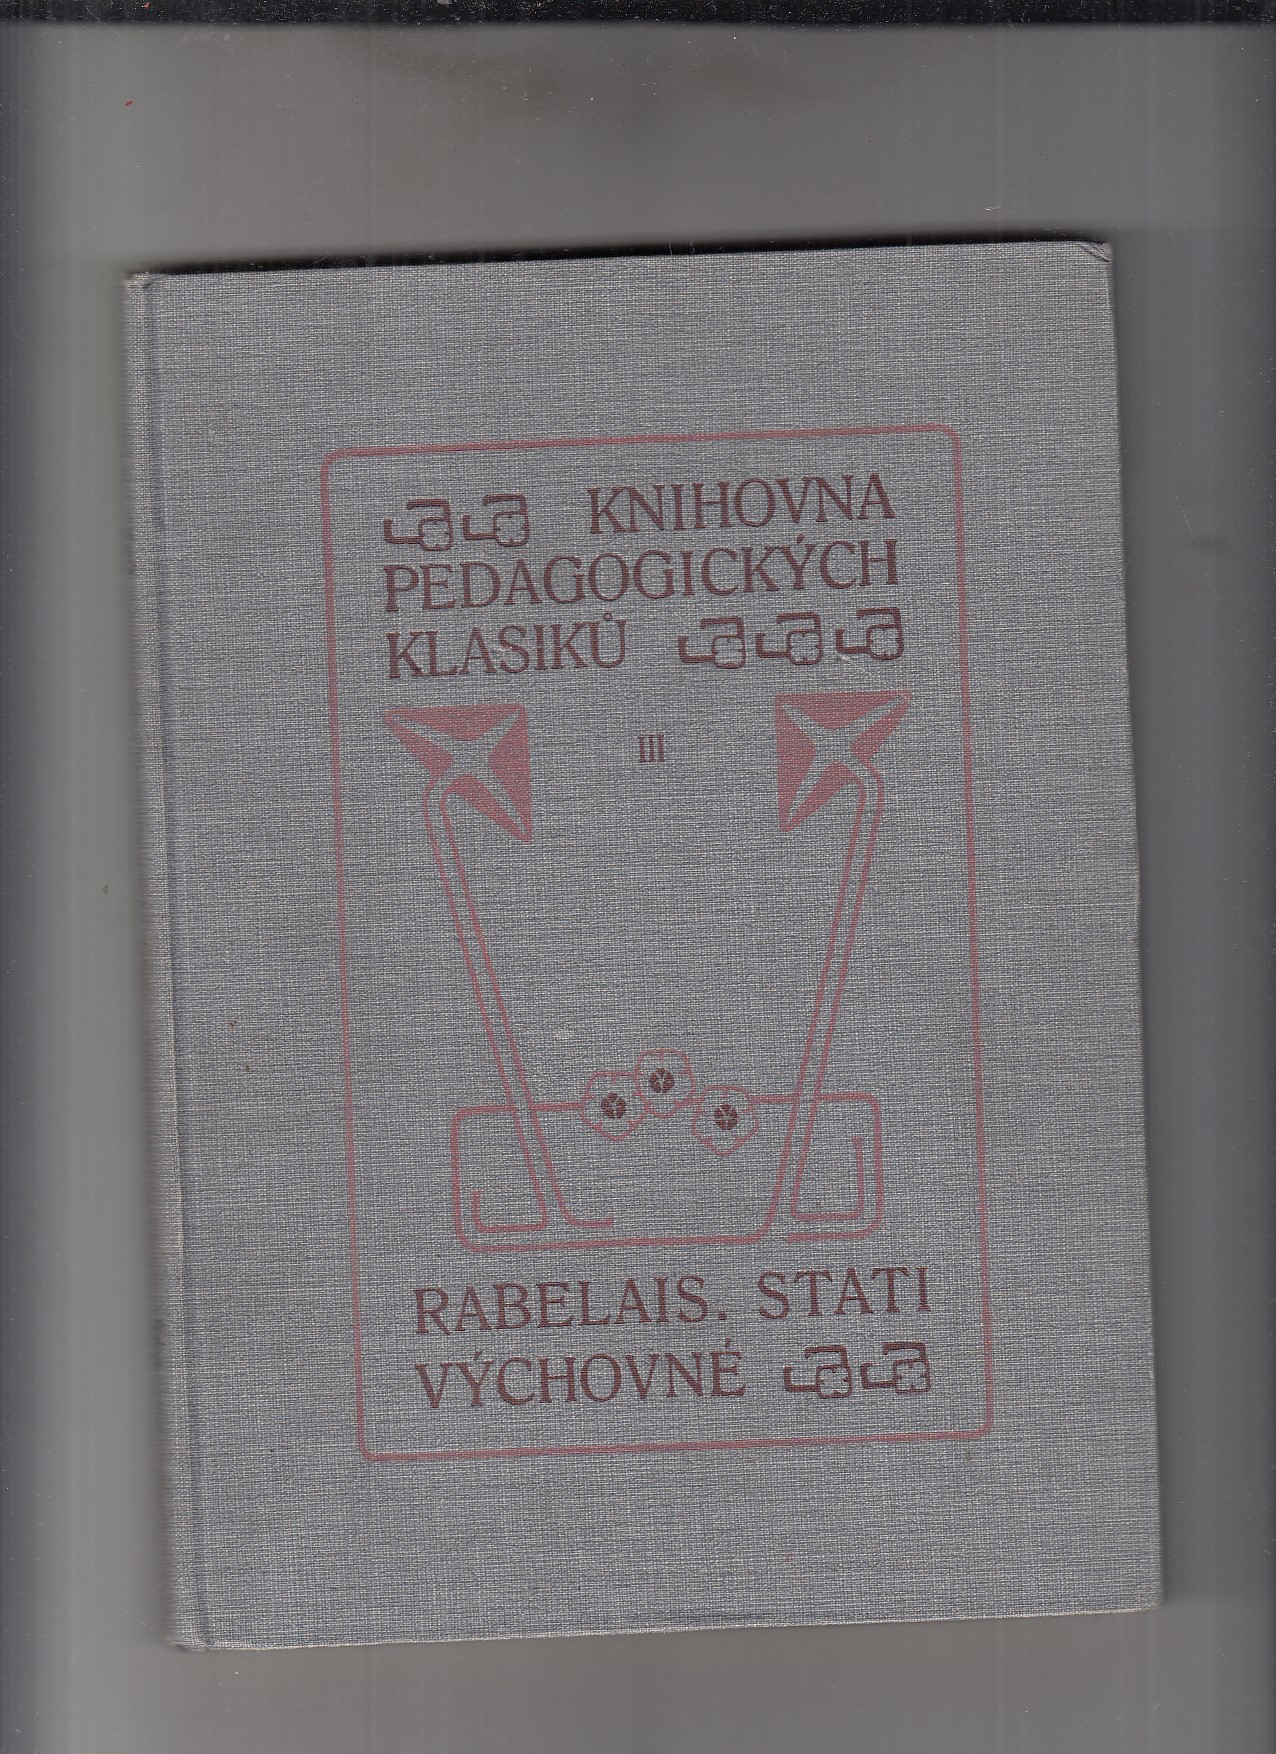 KNIHOVNA
PEDAGOGICKÝCH
KLASIKŮ
III
RABELAIS. STATI
VÝCHOVNÉ